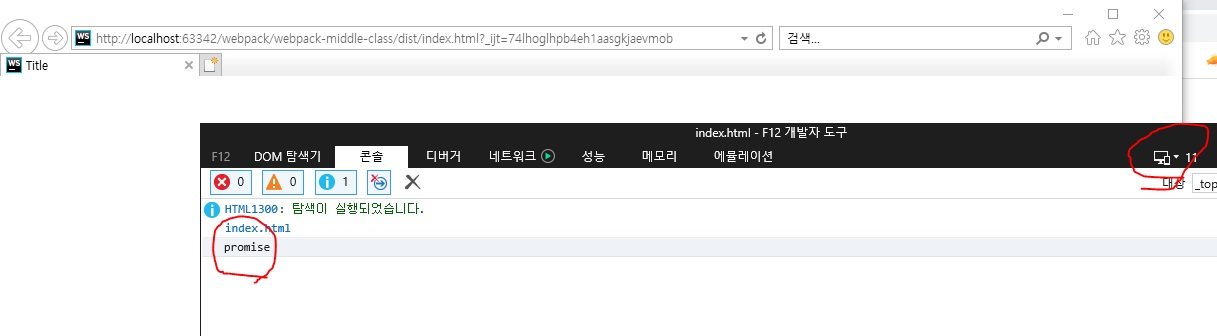 WS http://localhost:63342/webpack/webpack-middle-class/dist/index.html?_ijt=74lhoglhpb4eh1aasgkjaevmob 검색...
WS Title
index.html - F12 개발자 도구
F12 DOM 탐색기 콘솔 디버거 네트워크 성능 메모리 에뮬레이션 11
0 0 1 대상 _top
HTML1300: 탐색이 실행되었습니다.
index.html
promise